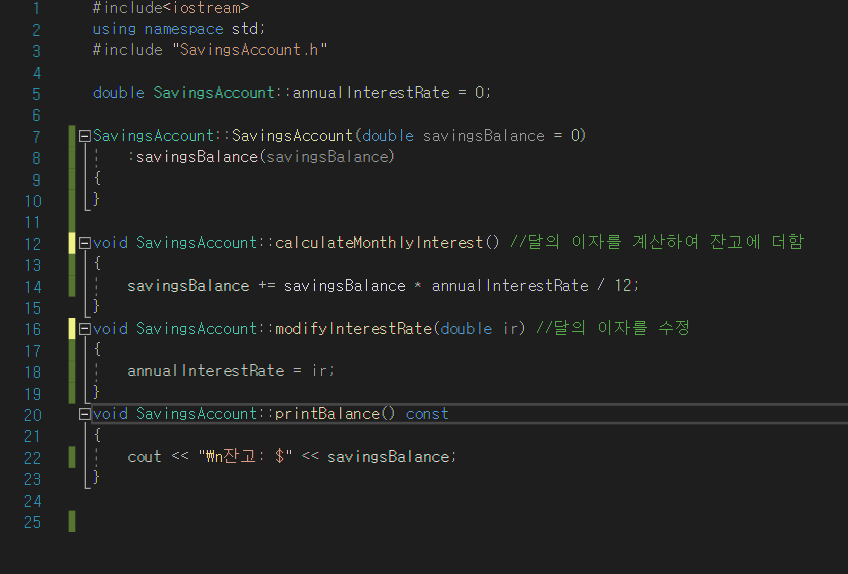 1 #include<iostream>
2 using namespace std;
3 #include "SavingsAccount.h"
4
5 double SavingsAccount::annualInterestRate = 0;
6
7 SavingsAccount::SavingsAccount(double savingsBalance = 0)
8 :savingsBalance(savingsBalance)
9 {
10 }
11
12 void SavingsAccount::calculateMonthlyInterest() //달의 이자를 계산하여 잔고에 더함
13 {
14 savingsBalance += savingsBalance * annualInterestRate / 12;
15 }
16 void SavingsAccount::modifyInterestRate(double ir) //달의 이자를 수정
17 {
18 annualInterestRate = ir;
19 }
20 void SavingsAccount::printBalance() const
21 {
22 cout << "₩n잔고: $" << savingsBalance;
23 }
24
25